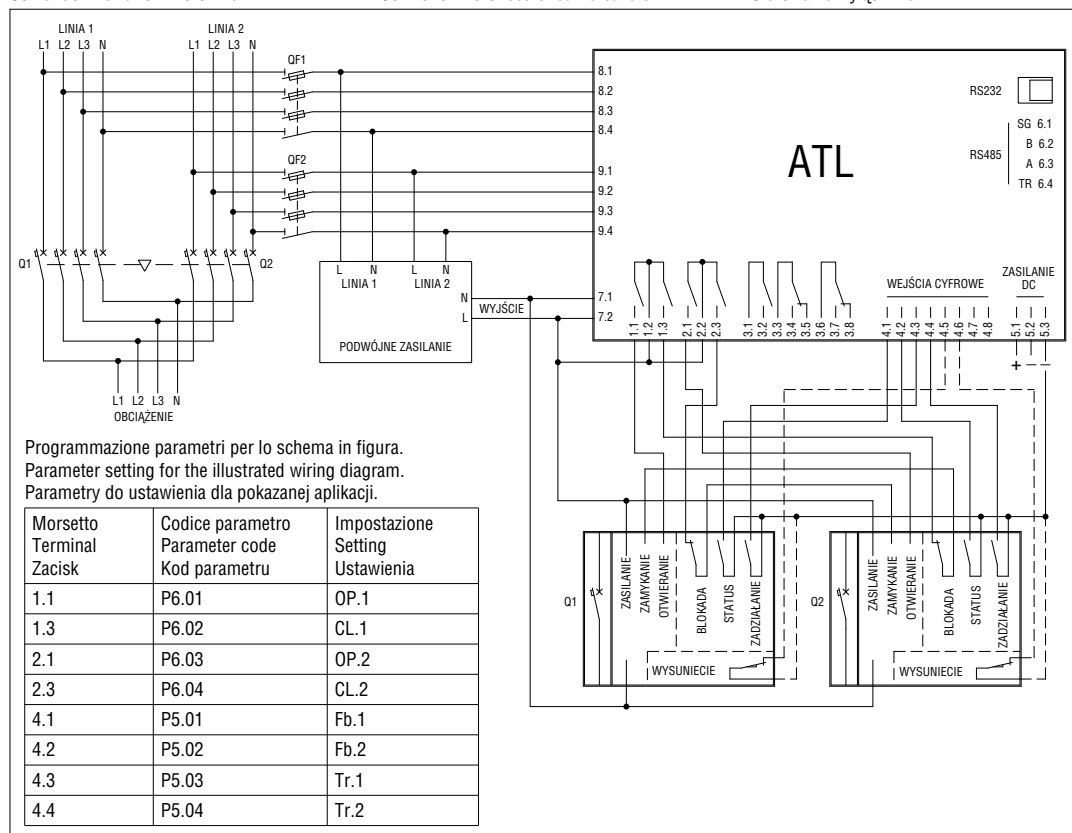 LINIA 1
LINIA 2
L1 L2 L3 N
L1 L2 L3 N
QF1
8.1
8.2
8.3
8.4
QF2
9.1
9.2
9.3
9.4
ATL
RS232
SG 6.1
B 6.2
RS485
A 6.3
TR 6.4
Q1
Q2
L N L N
LINIA 1 LINIA 2
N
L
WYJŚCIE
7.1
7.2
PODWÓJNE ZASILANIE
WEJŚCIA CYFROWE
ZASILANIE
DC
1.1 1.2 1.3 2.1 2.2 2.3 3.1 3.2 3.3 3.4 3.5 3.6 3.7 3.8 4.1 4.2 4.3 4.4 4.5 4.6 4.7 4.8 5.1 5.2 5.3
+ –
L1 L2 L3 N
OBCIĄŻENIE
Programmazione parametri per lo schema in figura.
Parameter setting for the illustrated wiring diagram.
Parametry do ustawienia dla pokazanej aplikacji.
Morsetto Codice parametro Impostazione
Terminal Parameter code Setting
Zacisk Kod parametru Ustawienia
1.1 P6.01 OP.1
1.3 P6.02 CL.1
2.1 P6.03 OP.2
2.3 P6.04 CL.2
4.1 P5.01 Fb.1
4.2 P5.02 Fb.2
4.3 P5.03 Tr.1
4.4 P5.04 Tr.2
Q1
ZASILANIE
ZAMYKANIE
OTWIERANIE
BLOKADA
STATUS
ZADZIAŁANIE
WYSUNIECIE
Q2
ZASILANIE
ZAMYKANIE
OTWIERANIE
BLOKADA
STATUS
ZADZIAŁANIE
WYSUNIECIE